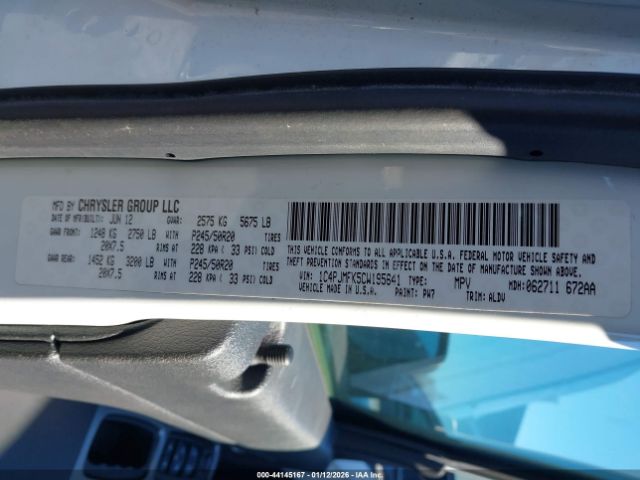 MFD BY CHRYSLER GROUP LLC
DATE OF MFR/BUILT: JUN 12 GVWR: 2575 KG 5675 LB
GAWR FRONT: 1248 KG 2750 LB WITH P245/50R20 TIRES
20X7.5 RIMS AT 228 KPA ( 33 PSI) COLD
GAWR REAR: 1452 KG 3200 LB WITH P245/50R20 TIRES
20X7.5 RIMS AT 228 KPA ( 33 PSI) COLD
THIS VEHICLE CONFORMS TO ALL APPLICABLE U.S.A. FEDERAL MOTOR VEHICLE SAFETY AND
THEFT PREVENTION STANDARDS IN EFFECT ON THE DATE OF MANUFACTURE SHOWN ABOVE.
VIN: 1C4PJMFK5CW195641 TYPE: MPV MDH: 062711 672AA
VEHICLE MADE IN U.S.A. PAINT: PW7 TRIM: ALDV
IAA 44145167 01/12/2026 IAA Inc.